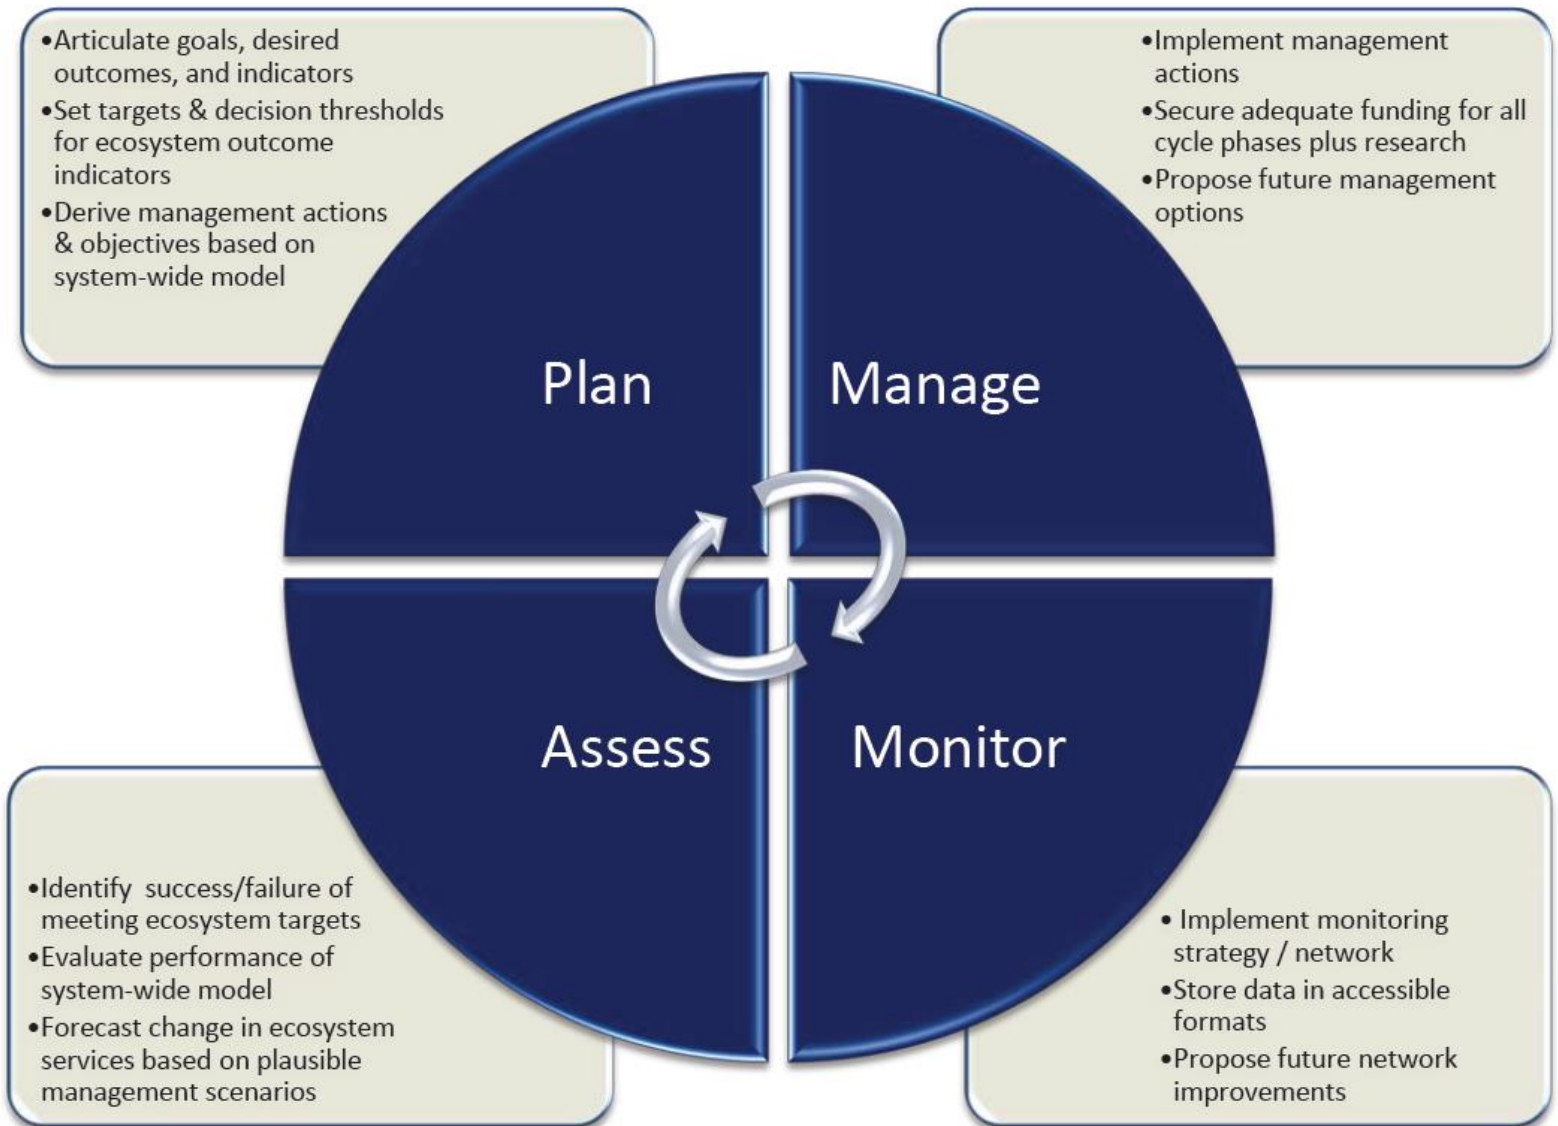 •Articulate goals, desired
outcomes, and indicators
•Set targets & decision thresholds
for ecosystem outcome
indicators
•Derive management actions
& objectives based on
system-wide model
•Implement management
actions
•Secure adequate funding for all
cycle phases plus research
•Propose future management
options
Plan
Manage
Assess
Monitor
•Identify success/failure of
meeting ecosystem targets
•Evaluate performance of
system-wide model
•Forecast change in ecosystem
services based on plausible
management scenarios
• Implement monitoring
strategy / network
•Store data in accessible
formats
•Propose future network
improvements